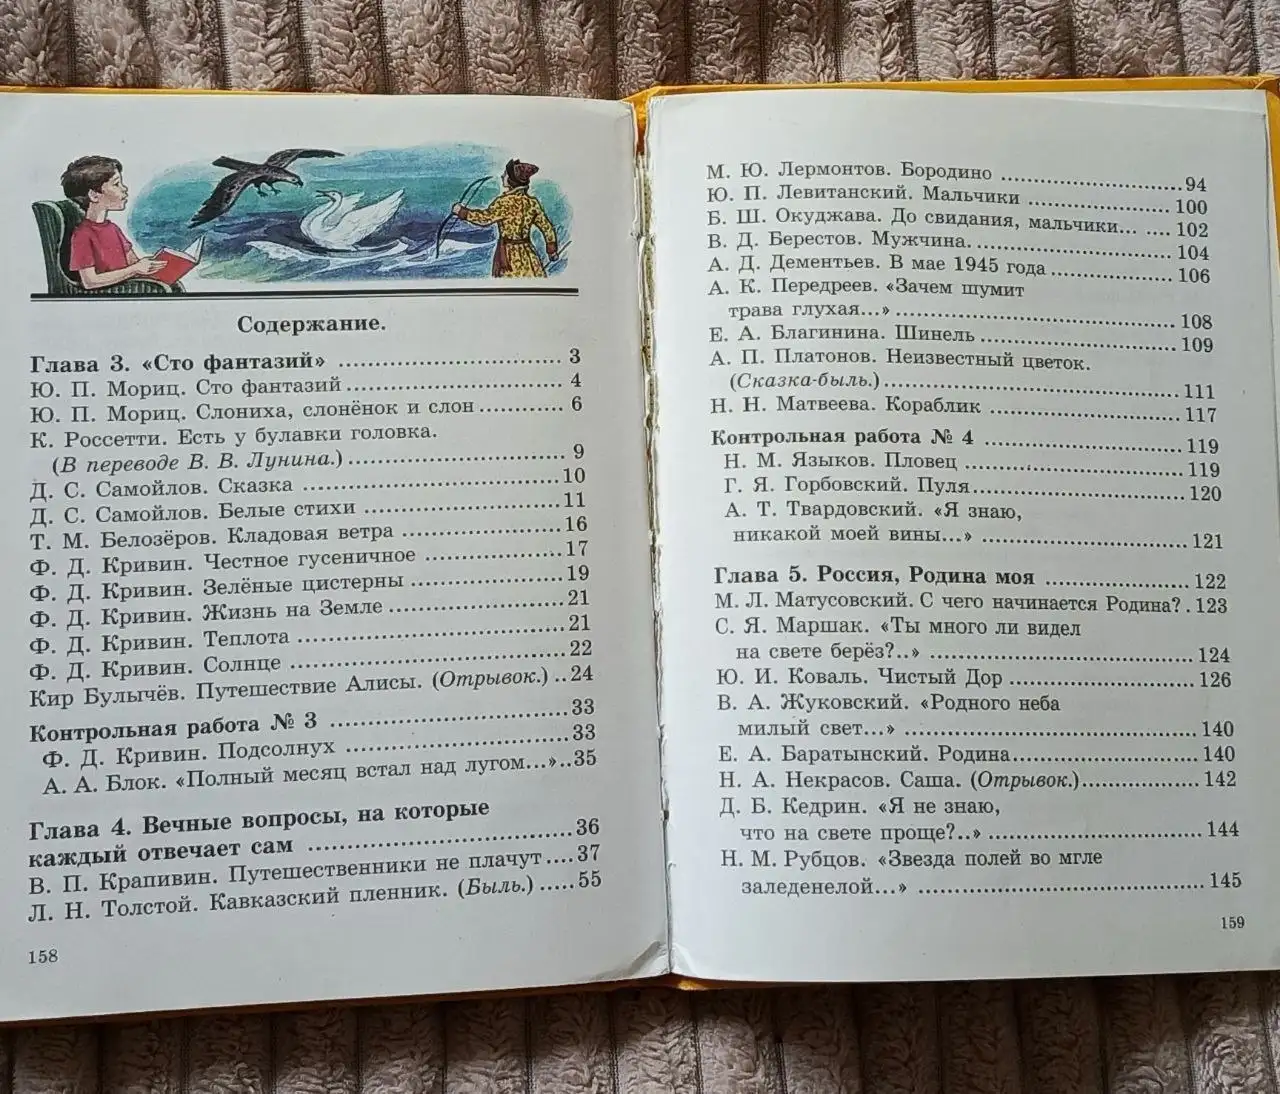 Содержание.
Глава 3. «Сто фантазий» ..... 3
Ю. П. Мориц. Сто фантазий ..... 4
Ю. П. Мориц. Слониха, слонёнок и слон ..... 6
К. Россетти. Есть у булавки головка.
(В переводе В. В. Лунина.) ..... 9
Д. С. Самойлов. Сказка ..... 10
Д. С. Самойлов. Белые стихи ..... 11
Т. М. Белозёров. Кладовая ветра ..... 16
Ф. Д. Кривин. Честное гусеничное ..... 17
Ф. Д. Кривин. Зелёные цистерны ..... 19
Ф. Д. Кривин. Жизнь на Земле ..... 21
Ф. Д. Кривин. Теплота ..... 21
Ф. Д. Кривин. Солнце ..... 22
Кир Булычёв. Путешествие Алисы. (Отрывок.) ..24
Контрольная работа № 3 ..... 33
Ф. Д. Кривин. Подсолнух ..... 33
А. А. Блок. «Полный месяц встал над лугом...»..35
Глава 4. Вечные вопросы, на которые
каждый отвечает сам ..... 36
В. П. Крапивин. Путешественники не плачут ....37
Л. Н. Толстой. Кавказский пленник. (Быль.) .....55
158
М. Ю. Лермонтов. Бородино ..... 94
Ю. П. Левитанский. Мальчики ..... 100
Б. Ш. Окуджава. До свидания, мальчики... .... 102
В. Д. Берестов. Мужчина. ..... 104
А. Д. Дементьев. В мае 1945 года ..... 106
А. К. Передреев. «Зачем шумит
трава глухая...» ..... 108
Е. А. Благинина. Шинель ..... 109
А. П. Платонов. Неизвестный цветок.
(Сказка-быль.) ..... 111
Н. Н. Матвеева. Кораблик ..... 117
Контрольная работа № 4 ..... 119
Н. М. Языков. Пловец ..... 119
Г. Я. Горбовский. Пуля ..... 120
А. Т. Твардовский. «Я знаю,
никакой моей вины...» ..... 121
Глава 5. Россия, Родина моя ..... 122
М. Л. Матусовский. С чего начинается Родина? . 123
С. Я. Маршак. «Ты много ли видел
на свете берёз?..» ..... 124
Ю. И. Коваль. Чистый Дор ..... 126
В. А. Жуковский. «Родного неба
милый свет...» ..... 140
Е. А. Баратынский. Родина ..... 140
Н. А. Некрасов. Саша. (Отрывок.) ..... 142
Д. Б. Кедрин. «Я не знаю,
что на свете проще?..» ..... 144
Н. М. Рубцов. «Звезда полей во мгле
заледенелой...» ..... 145
159